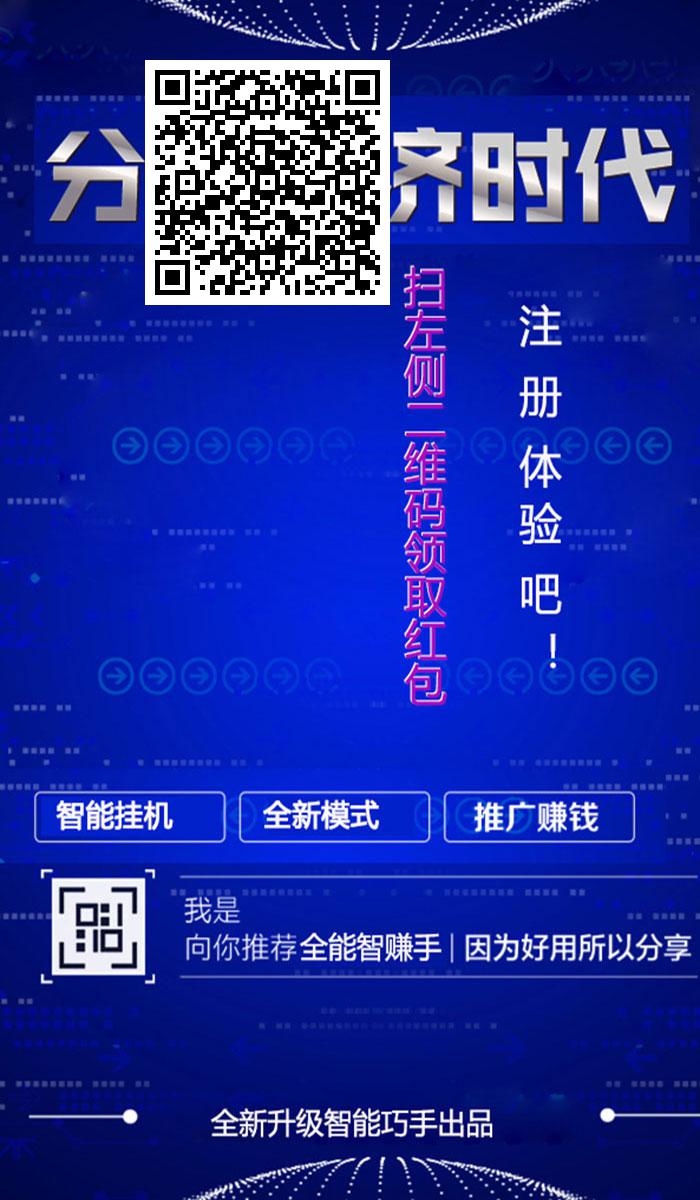 分 济时代
扫左侧二维码领取红包
注册体验吧！
智能挂机
全新模式
推广赚钱
我是
向你推荐全能智赚手|因为好用所以分享
全新升级智能巧手出品